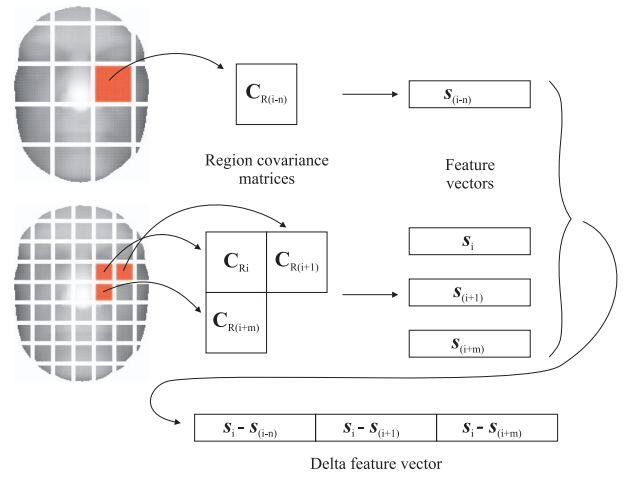 C_R(i-n)
s_(i-n)
Region covariance
matrices
Feature
vectors
C_Ri
C_R(i+1)
C_R(i+m)
s_i
s_(i+1)
s_(i+m)
s_i - s_(i-n)
s_i - s_(i+1)
s_i - s_(i+m)
Delta feature vector